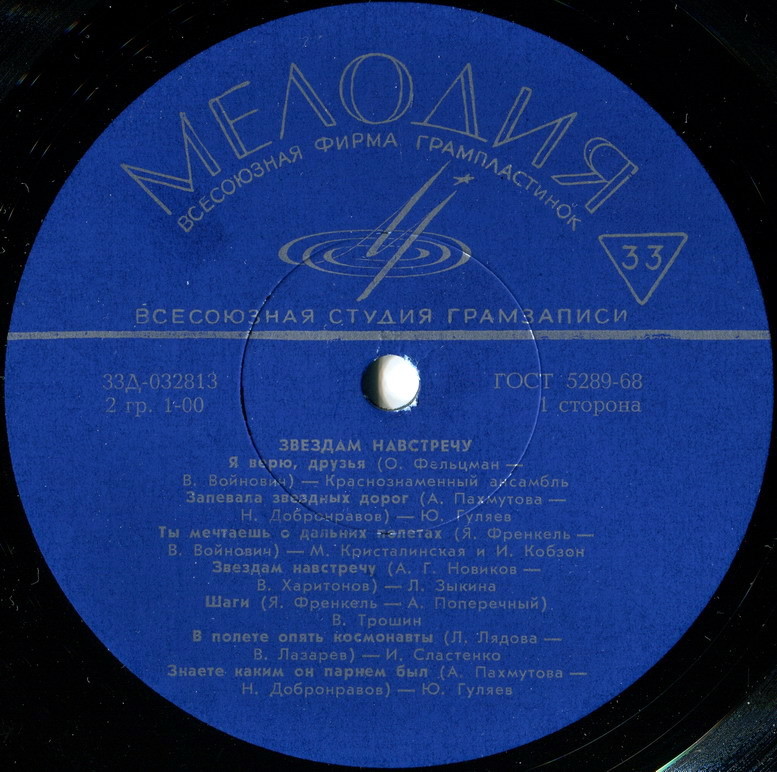 МЕЛОДИЯ
ВСЕСОЮЗНАЯ ФИРМА ГРАМПЛАСТИНОК
33
ВСЕСОЮЗНАЯ СТУДИЯ ГРАМЗАПИСИ
33Д-032813 ГОСТ 5289-68
2 гр. 1-00 1 сторона
ЗВЕЗДАМ НАВСТРЕЧУ
Я верю, друзья (О. Фельцман —
В. Войнович) — Краснознаменный ансамбль
Запевала звездных дорог (А. Пахмутова —
Н. Добронравов) — Ю. Гуляев
Ты мечтаешь о дальних полетах (Я. Френкель —
В. Войнович) — М. Кристалинская и И. Кобзон
Звездам навстречу (А. Г. Новиков —
В. Харитонов) — Л. Зыкина
Шаги (Я. Френкель — А. Поперечный)
В. Трошин
В полете опять космонавты (Л. Лядова —
В. Лазарев) — И. Сластенко
Знаете каким он парнем был (А. Пахмутова —
Н. Добронравов) — Ю. Гуляев